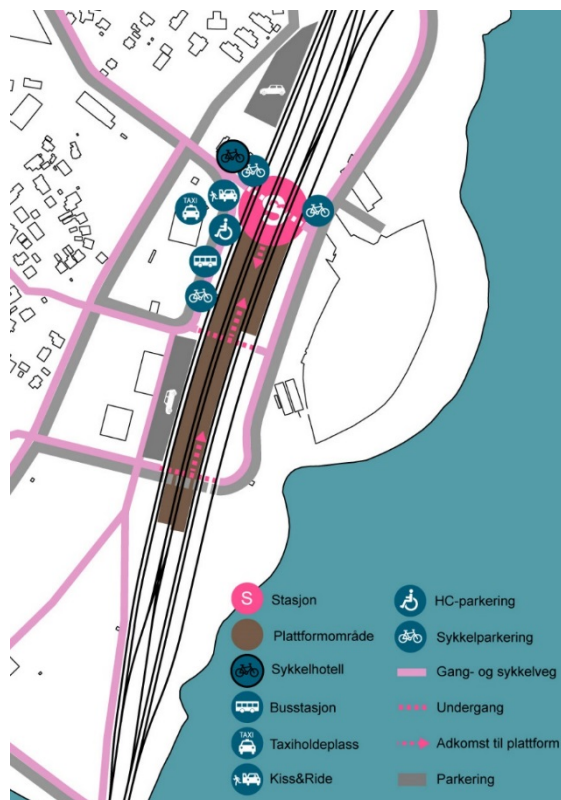 TAXI
S
S
Stasjon
Plattformområde
Sykkelhotell
Busstasjon
TAXI
Taxiholdeplass
Kiss&Ride
HC-parkering
Sykkelparkering
Gang- og sykkelveg
Undergang
Adkomst til plattform
Parkering